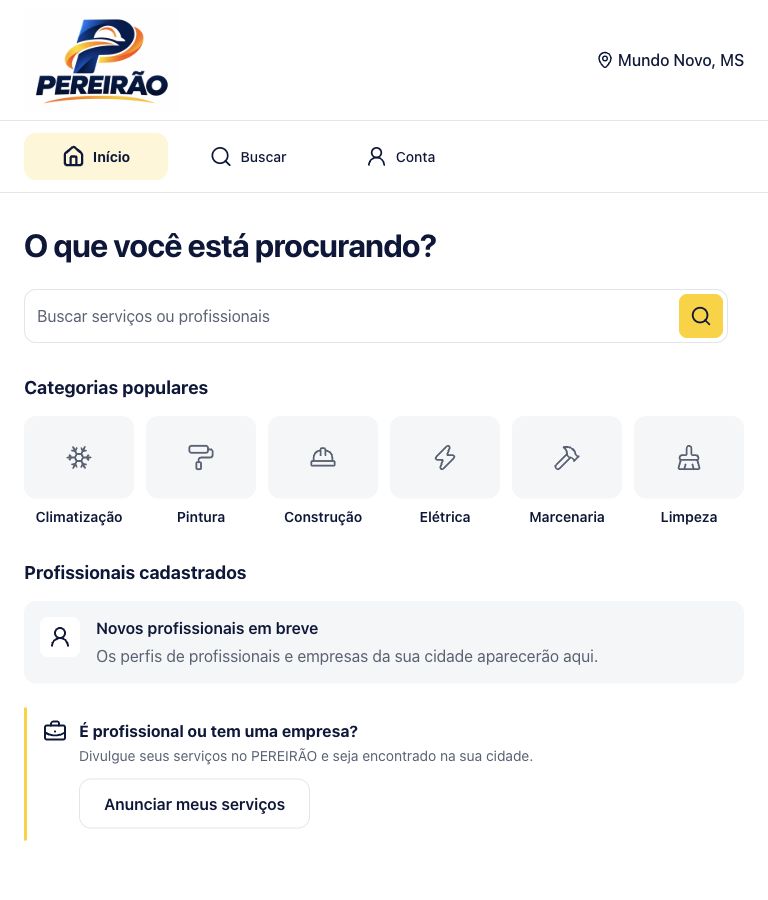 PEREIRÃO
Mundo Novo, MS
Início
Buscar
Conta
O que você está procurando?
Buscar serviços ou profissionais
Categorias populares
Climatização
Pintura
Construção
Elétrica
Marcenaria
Limpeza
Profissionais cadastrados
Novos profissionais em breve
Os perfis de profissionais e empresas da sua cidade aparecerão aqui.
É profissional ou tem uma empresa?
Divulgue seus serviços no PEREIRÃO e seja encontrado na sua cidade.
Anunciar meus serviços